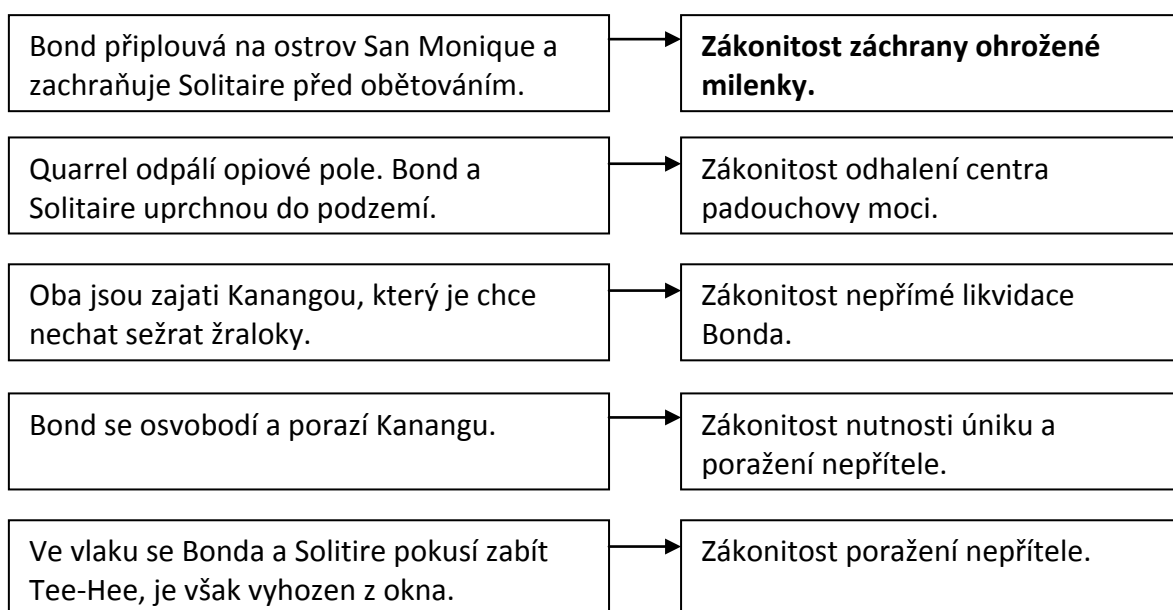 Bond připlouvá na ostrov San Monique a
zachraňuje Solitaire před obětováním.
Zákonitost záchrany ohrožené
milenky.
Quarrel odpálí opiové pole. Bond a
Solitaire uprchnou do podzemí.
Zákonitost odhalení centra
padouchovy moci.
Oba jsou zajati Kanangou, který je chce
nechat sežrat žraloky.
Zákonitost nepřímé likvidace
Bonda.
Bond se osvobodí a porazí Kanangu.
Zákonitost nutnosti úniku a
poražení nepřítele.
Ve vlaku se Bonda a Solitire pokusí zabít
Tee-Hee, je však vyhozen z okna.
Zákonitost poražení nepřítele.